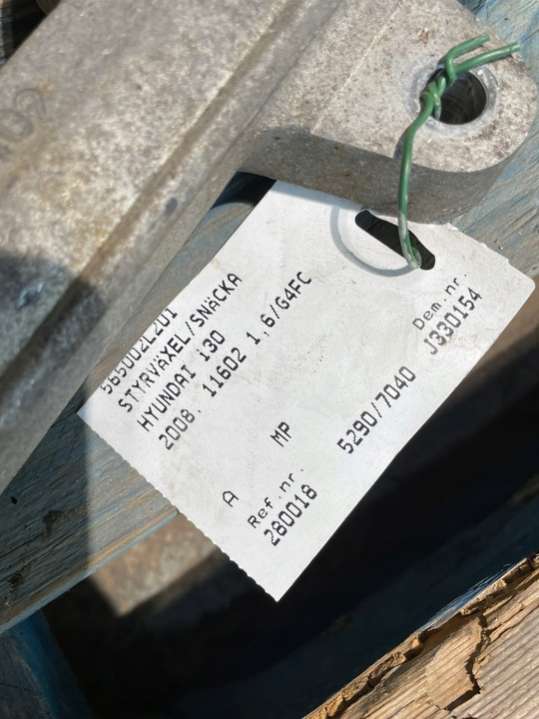 565002L201
STYRVÄXEL/SNÄCKA
HYUNDAI i30
2008. 11602 1,6/G4FC
A MP 5290/7040
Ref.nr. Dem.nr.
280018 J330154